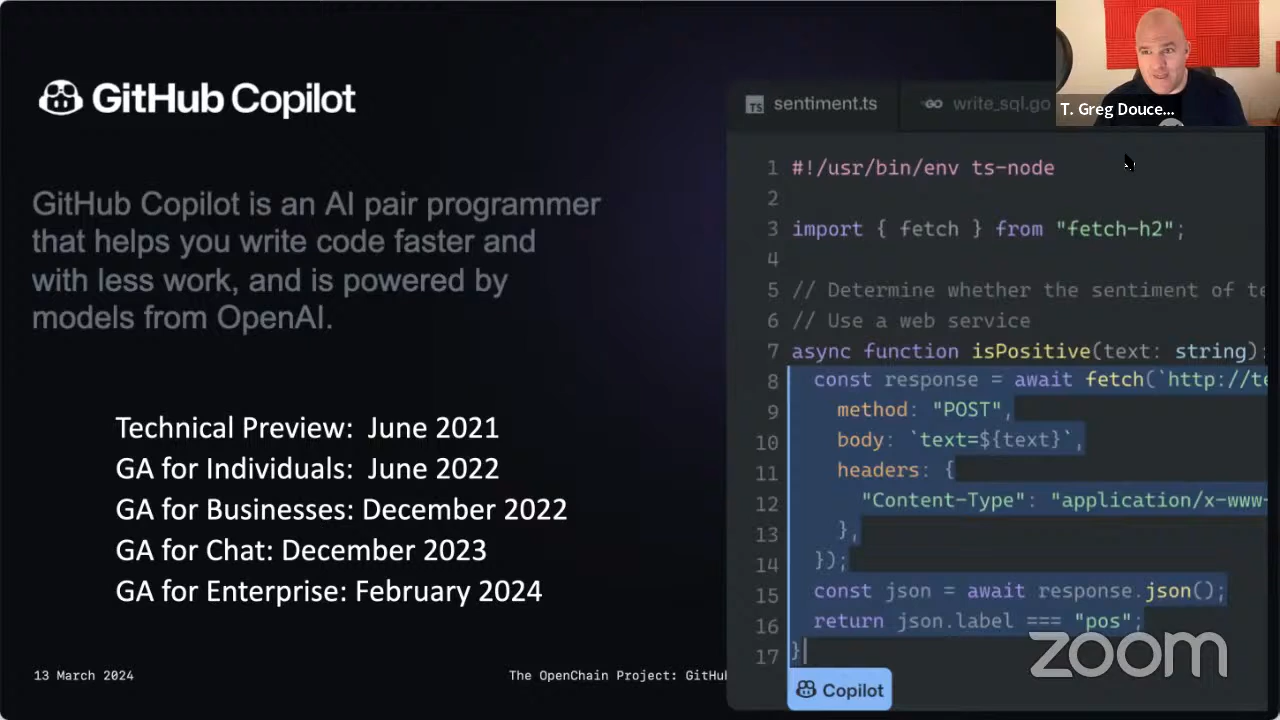 GitHub Copilot
GitHub Copilot is an AI pair programmer
that helps you write code faster and
with less work, and is powered by
models from OpenAI.
Technical Preview: June 2021
GA for Individuals: June 2022
GA for Businesses: December 2022
GA for Chat: December 2023
GA for Enterprise: February 2024
13 March 2024
The OpenChain Project: GitHu
T. Greg Douce...
TS sentiment.ts
GO write_sql.go
1 #!/usr/bin/env ts-node
2
3 import { fetch } from "fetch-h2";
4
5 // Determine whether the sentiment of te
6 // Use a web service
7 async function isPositive(text: string):
8 const response = await fetch(`http://te
9 method: "POST",
10 body: `text=${text}`,
11 headers: {
12 "Content-Type": "application/x-www-
13 },
14 });
15 const json = await response.json();
16 return json.label === "pos";
17 }
Copilot
zoom